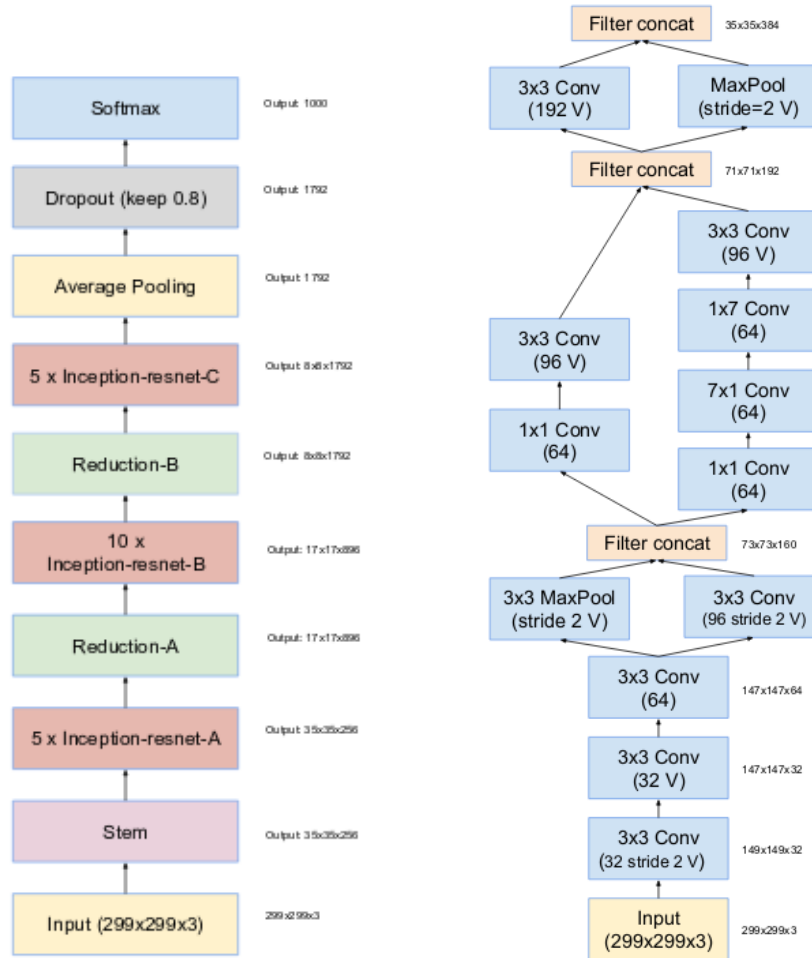 Softmax
Output: 1000
Dropout (keep 0.8)
Output: 1792
Average Pooling
Output: 1792
5 x Inception-resnet-C
Output: 8x8x1792
Reduction-B
Output: 8x8x1792
10 x
Inception-resnet-B
Output: 17x17x896
Reduction-A
Output: 17x17x896
5 x Inception-resnet-A
Output: 35x35x256
Stem
Output: 35x35x256
Input (299x299x3)
299x299x3
Filter concat
35x35x384
3x3 Conv
(192 V)
MaxPool
(stride=2 V)
Filter concat
71x71x192
3x3 Conv
(96 V)
1x7 Conv
(64)
3x3 Conv
(96 V)
7x1 Conv
(64)
1x1 Conv
(64)
1x1 Conv
(64)
Filter concat
73x73x160
3x3 MaxPool
(stride 2 V)
3x3 Conv
(96 stride 2 V)
3x3 Conv
(64)
147x147x64
3x3 Conv
(32 V)
147x147x32
3x3 Conv
(32 stride 2 V)
149x149x32
Input
(299x299x3)
299x299x3